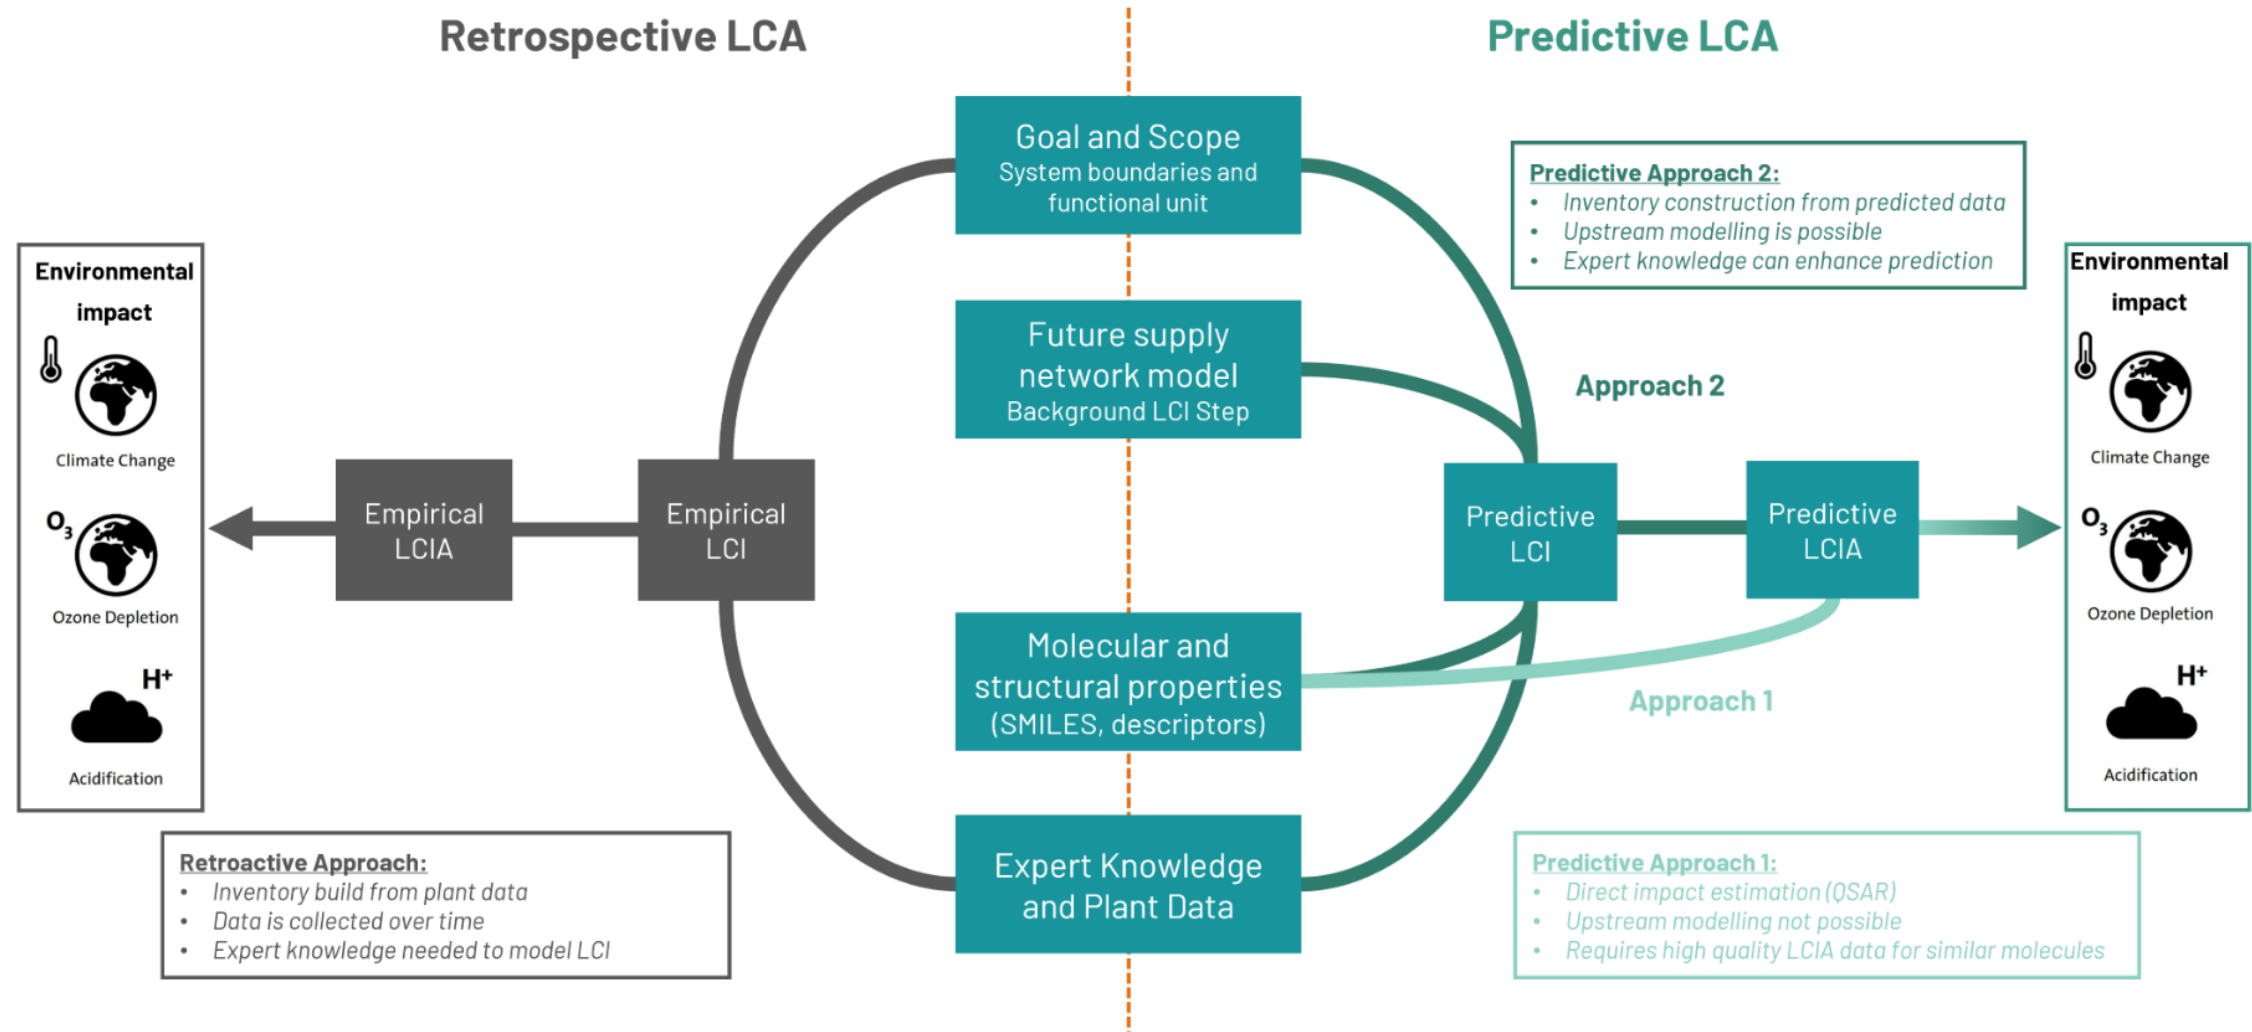 Retrospective LCA
Predictive LCA
Goal and Scope
System boundaries and
functional unit
Predictive Approach 2:
• Inventory construction from predicted data
• Upstream modelling is possible
• Expert knowledge can enhance prediction
Environmental
impact
Climate Change
O₃
Ozone Depletion
H⁺
Acidification
Future supply
network model
Background LCI Step
Approach 2
Environmental
impact
Climate Change
O₃
Ozone Depletion
H⁺
Acidification
Empirical
LCIA
Empirical
LCI
Predictive
LCI
Predictive
LCIA
Molecular and
structural properties
(SMILES, descriptors)
Approach 1
Expert Knowledge
and Plant Data
Retroactive Approach:
• Inventory build from plant data
• Data is collected over time
• Expert knowledge needed to model LCI
Predictive Approach 1:
• Direct impact estimation (QSAR)
• Upstream modelling not possible
• Requires high quality LCIA data for similar molecules